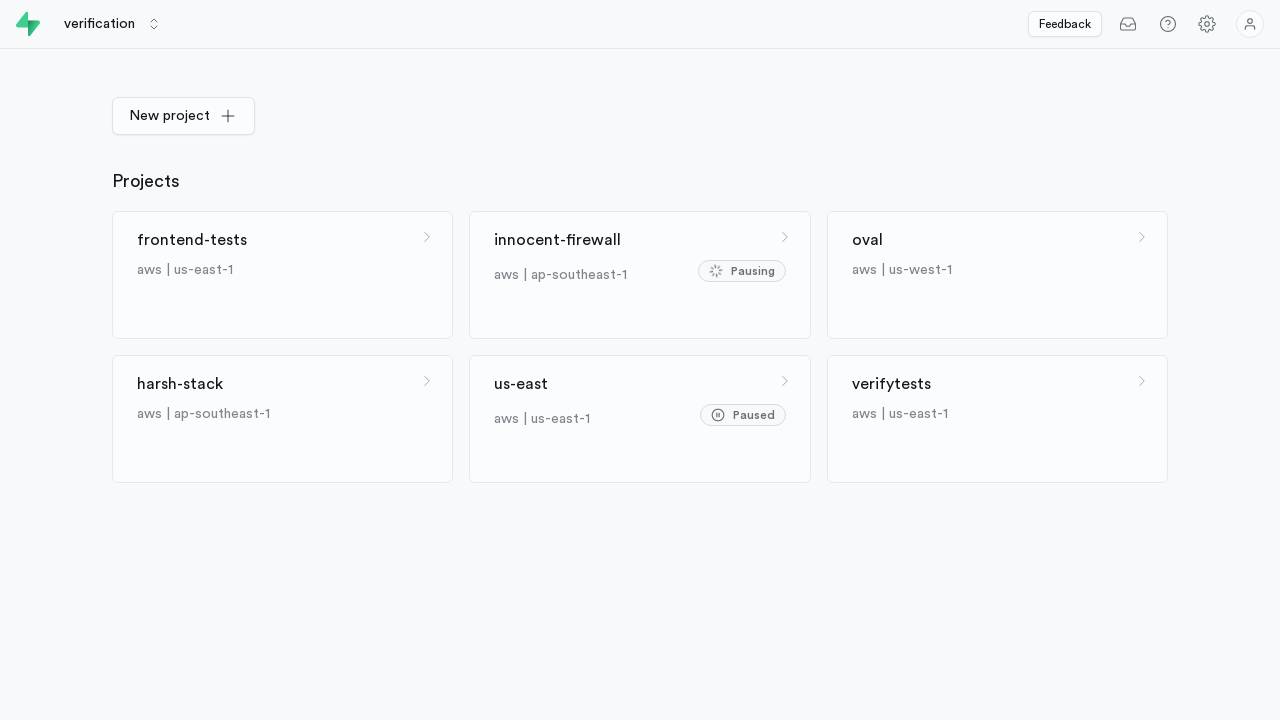 verification
Feedback
New project
Projects
frontend-tests
aws | us-east-1
innocent-firewall
aws | ap-southeast-1
Pausing
oval
aws | us-west-1
harsh-stack
aws | ap-southeast-1
us-east
aws | us-east-1
Paused
verifytests
aws | us-east-1